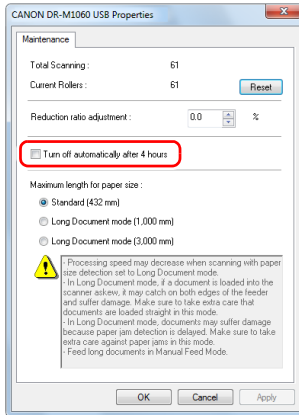 CANON DR-M1060 USB Properties
Maintenance
Total Scanning : 61
Current Rollers : 61 Reset
Reduction ratio adjustment : 0.0 %
Turn off automatically after 4 hours
Maximum length for paper size :
Standard (432 mm)
Long Document mode (1,000 mm)
Long Document mode (3,000 mm)
- Processing speed may decrease when scanning with paper
size detection set to Long Document mode.
- In Long Document mode, if a document is loaded into the
scanner askew, it may catch on both edges of the feeder
and suffer damage. Make sure to take extra care that
documents are loaded straight in this mode.
- In Long Document mode, documents may suffer damage
because paper jam detection is delayed. Make sure to take
extra care against paper jams in this mode.
- Feed long documents in Manual Feed Mode.
OK Cancel Apply